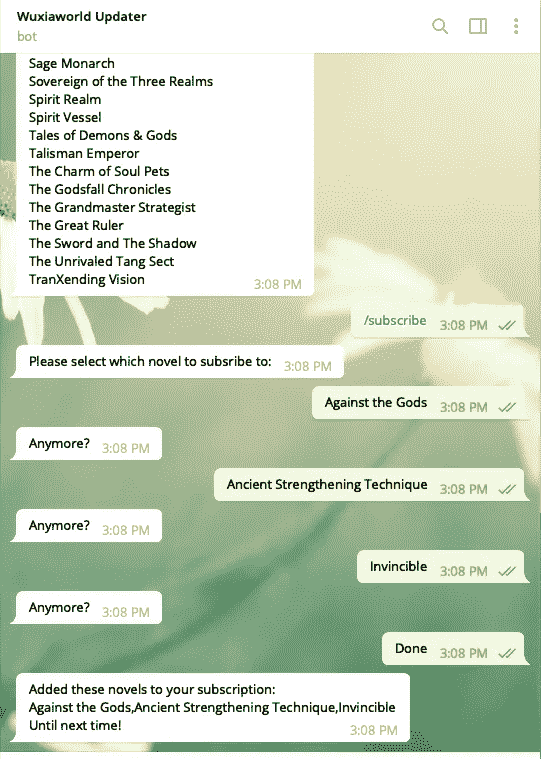 Wuxiaworld Updater
bot
Sage Monarch
Sovereign of the Three Realms
Spirit Realm
Spirit Vessel
Tales of Demons & Gods
Talisman Emperor
The Charm of Soul Pets
The Godsfall Chronicles
The Grandmaster Strategist
The Great Ruler
The Sword and The Shadow
The Unrivaled Tang Sect
TranXending Vision 3:08 PM
/subscribe 3:08 PM
Please select which novel to subsribe to: 3:08 PM
Against the Gods 3:08 PM
Anymore? 3:08 PM
Ancient Strengthening Technique 3:08 PM
Anymore? 3:08 PM
Invincible 3:08 PM
Anymore? 3:08 PM
Done 3:08 PM
Added these novels to your subscription:
Against the Gods,Ancient Strengthening Technique,Invincible
Until next time! 3:08 PM